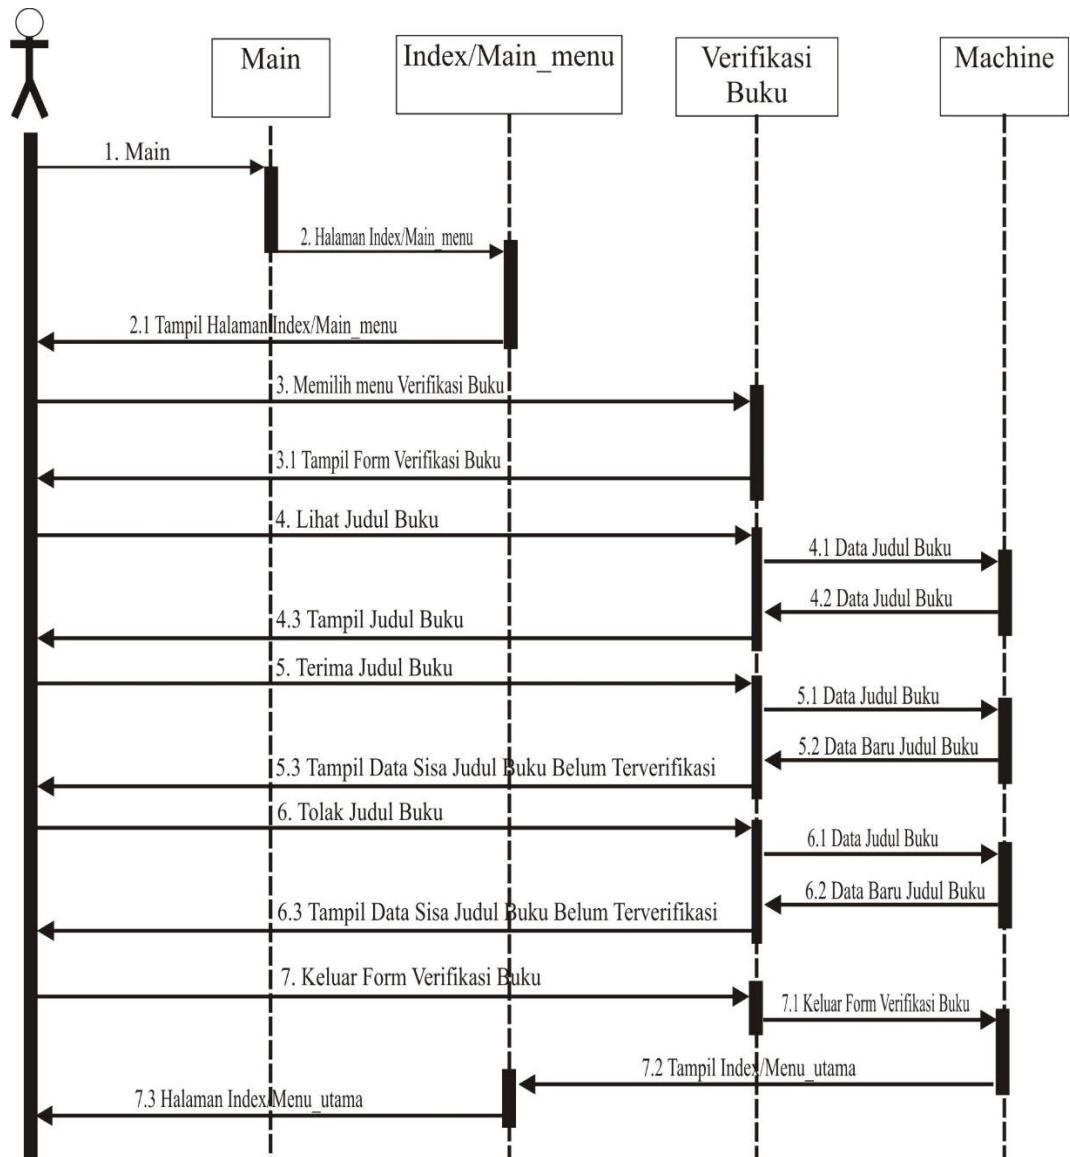 Main
Index/Main_menu
Verifikasi
Buku
Machine
1. Main
2. Halaman Index/Main_menu
2.1 Tampil Halaman Index/Main_menu
3. Memilih menu Verifikasi Buku
3.1 Tampil Form Verifikasi Buku
4. Lihat Judul Buku
4.1 Data Judul Buku
4.2 Data Judul Buku
4.3 Tampil Judul Buku
5. Terima Judul Buku
5.1 Data Judul Buku
5.2 Data Baru Judul Buku
5.3 Tampil Data Sisa Judul Buku Belum Terverifikasi
6. Tolak Judul Buku
6.1 Data Judul Buku
6.2 Data Baru Judul Buku
6.3 Tampil Data Sisa Judul Buku Belum Terverifikasi
7. Keluar Form Verifikasi Buku
7.1 Keluar Form Verifikasi Buku
7.2 Tampil Index/Menu_utama
7.3 Halaman Index/Menu_utama